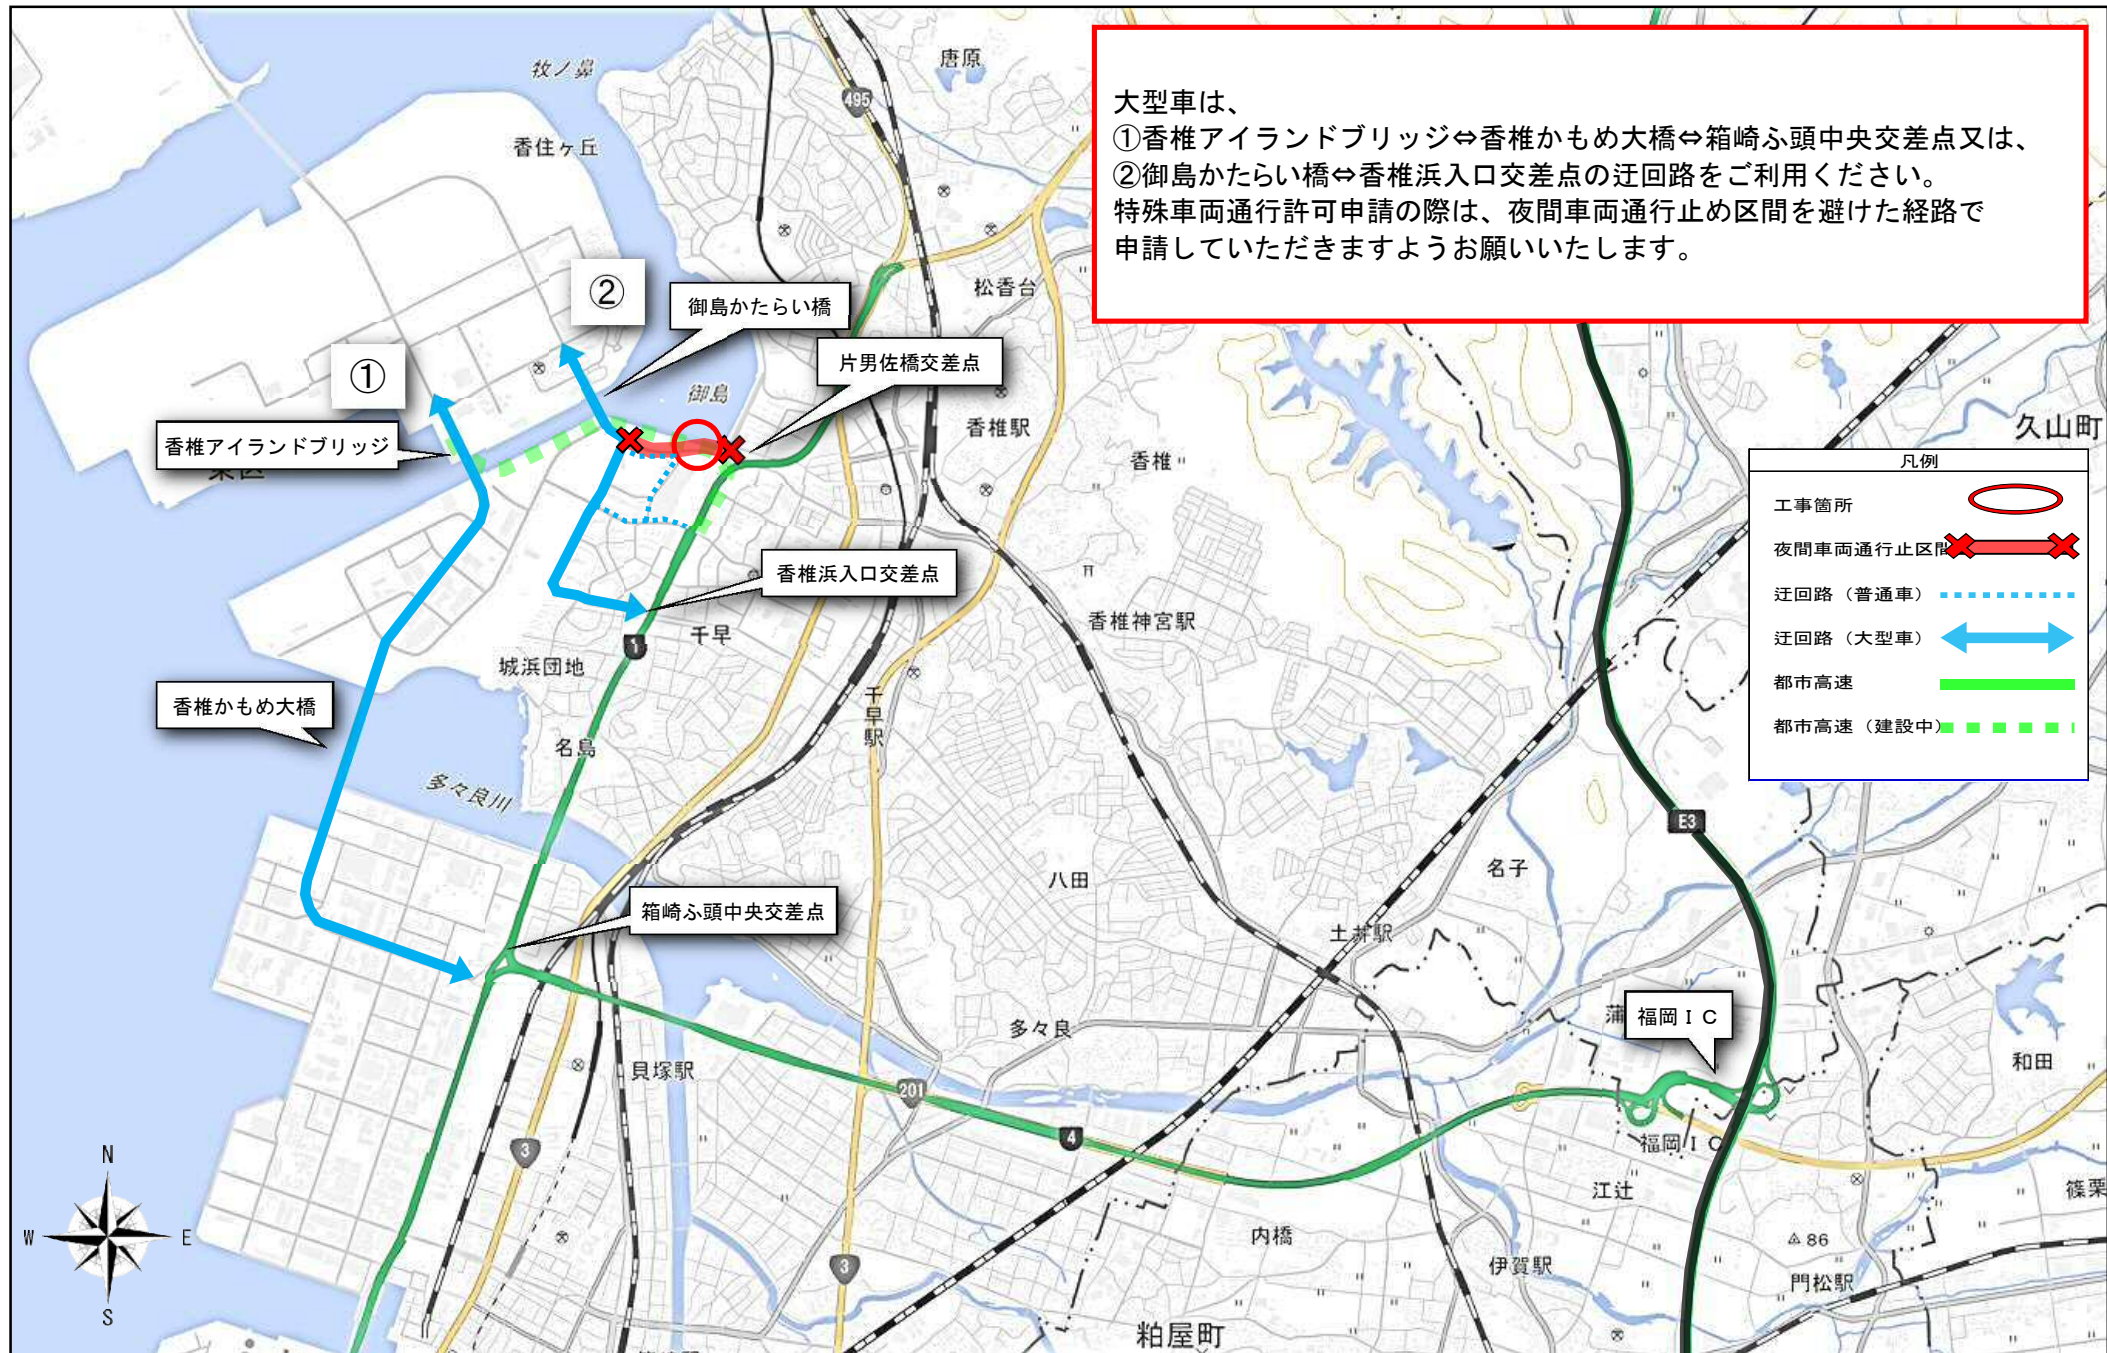 大型車は、
①香椎アイランドブリッジ⇔香椎かもめ大橋⇔箱崎ふ頭中央交差点又は、
②御島かたらい橋⇔香椎浜入口交差点の迂回路をご利用ください。
特殊車両通行許可申請の際は、夜間車両通行止め区間を避けた経路で
申請していただきますようお願いいたします。
唐原
牧ノ鼻
495
香住ヶ丘
松香台
②
御島かたらい橋
片男佐橋交差点
①
御島
香椎駅
久山町
香椎アイランドブリッジ
香椎
凡例
工事箇所
夜間車両通行止区間
迂回路（普通車）
迂回路（大型車）
都市高速
都市高速（建設中）
香椎浜入口交差点
香椎神宮駅
千早
1
城浜団地
香椎かもめ大橋
千早駅
名島
多々良川
E3
名子
八田
箱崎ふ頭中央交差点
土井駅
福岡ＩＣ
多々良
和田
貝塚駅
201
4
3
福岡ＩＣ
江辻
篠栗
内橋
86
伊賀駅
3
門松駅
粕屋町
N
W
E
S